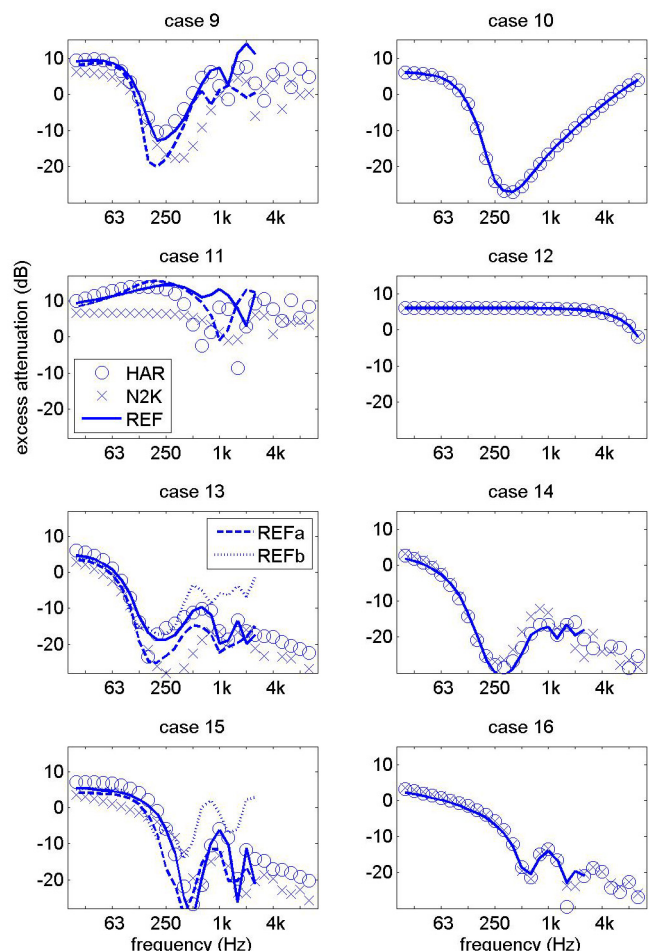 case 9
case 10
10
0
-10
-20
63 250 1k 4k
10
0
-10
-20
63 250 1k 4k
case 11
case 12
10
0
-10
-20
HAR
N2K
REF
63 250 1k 4k
10
0
-10
-20
63 250 1k 4k
excess attenuation (dB)
case 13
case 14
10
0
-10
-20
REFa
REFb
63 250 1k 4k
10
0
-10
-20
63 250 1k 4k
case 15
case 16
10
0
-10
-20
63 250 1k 4k
frequency (Hz)
10
0
-10
-20
63 250 1k 4k
frequency (Hz)